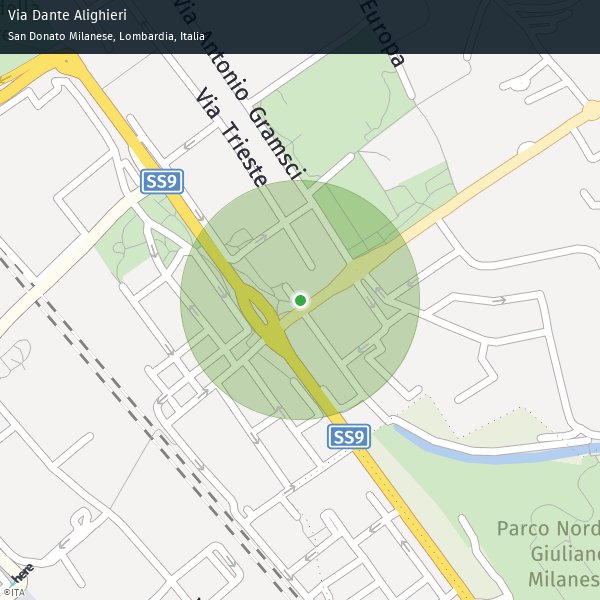 Via Dante Alighieri
San Donato Milanese, Lombardia, Italia
Via Antonio Gramsci
Europa
Via Trieste
SS9
SS9
Parco Nord
Giuliano
Milanes
here
©ITA